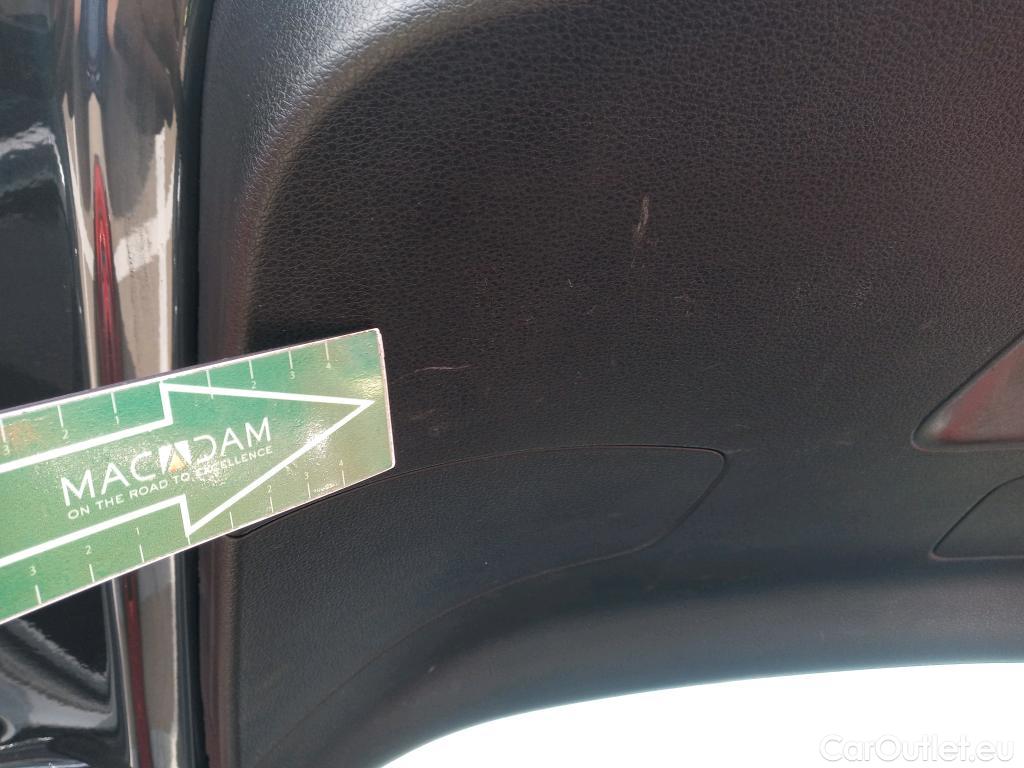 MACADAM
ON THE ROAD TO EXCELLENCE
CarOutlet.eu